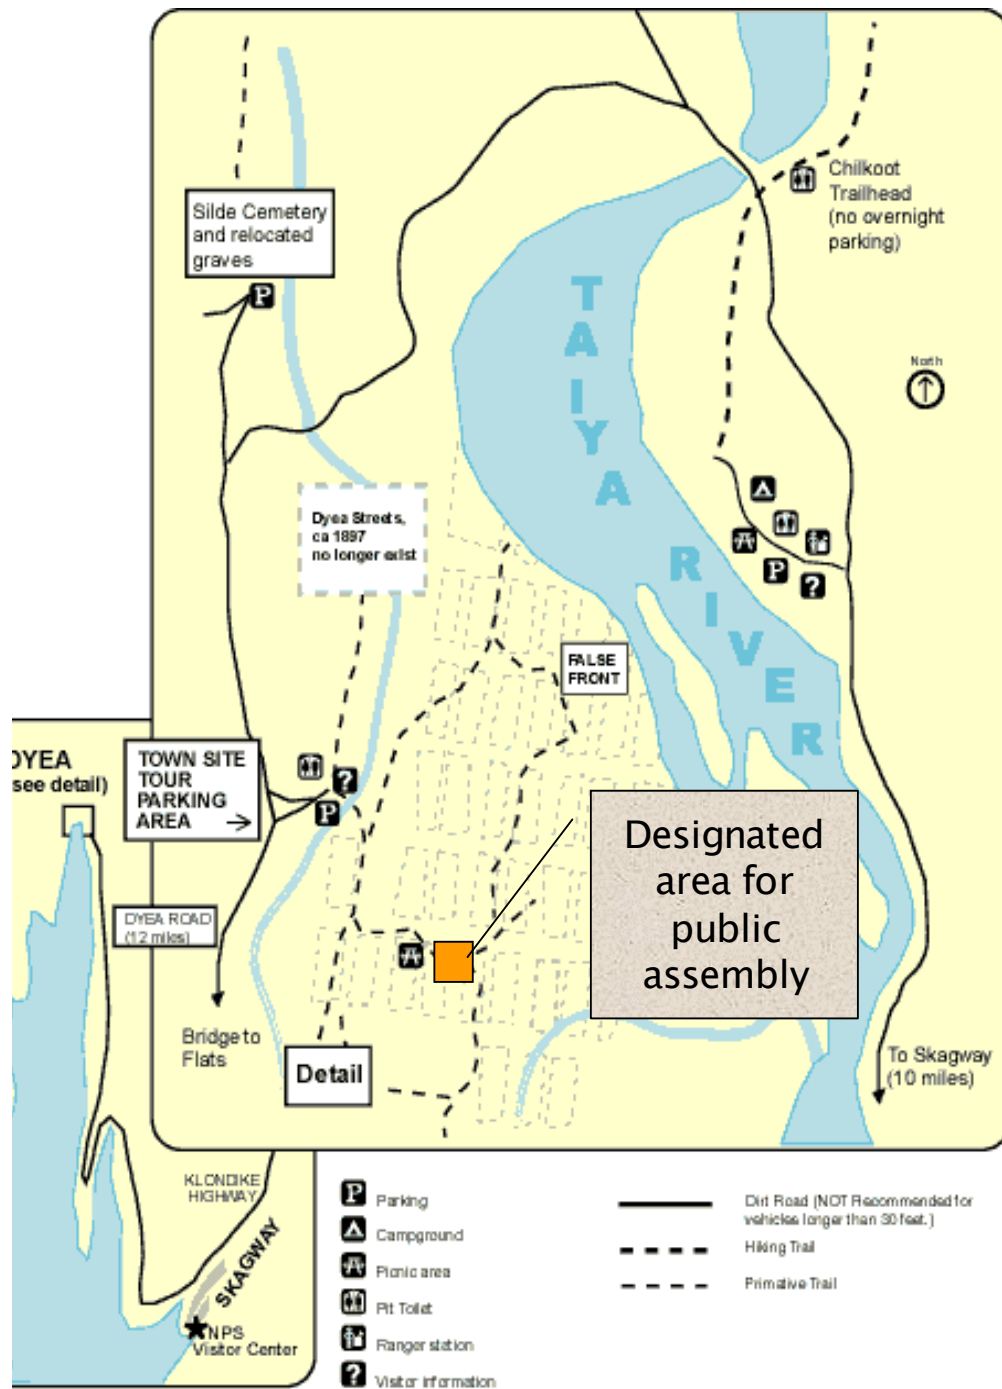 Silde Cemetery
and relocated
graves
P
Chilkoot
Trailhead
(no overnight
parking)
North
TAIYA
RIVER
Dyea Streets,
ca 1897
no longer exist
P
?
FALSE
FRONT
DYEA
(see detail)
TOWN SITE
TOUR
PARKING
AREA
?
P
DYEA ROAD
(12 miles)
Designated
area for
public
assembly
Bridge to
Flats
Detail
To Skagway
(10 miles)
KLONDIKE
HIGHWAY
SKAGWAY
NPS
Visitor Center
P Parking
Campground
Picnic area
Pit Toilet
Ranger station
? Visitor information
Dirt Road (NOT Recommended for
vehicles longer than 30 feet.)
Hiking Trail
Primative Trail